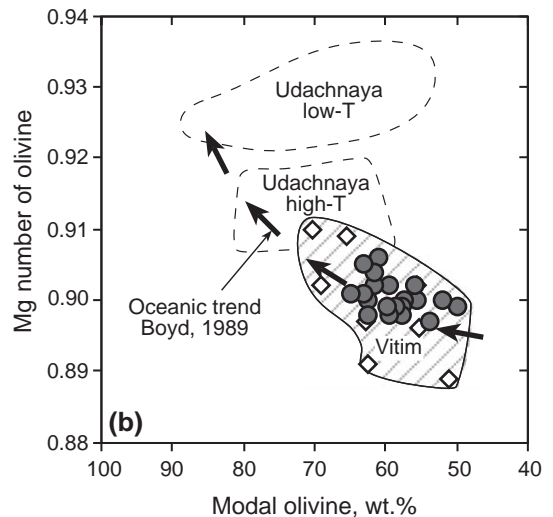 0.94
0.93
0.92
0.91
0.90
0.89
0.88
Mg number of olivine
Udachnaya
low-T
Udachnaya
high-T
Oceanic trend
Boyd, 1989
Vitim
(b)
100 90 80 70 60 50 40
Modal olivine, wt.%